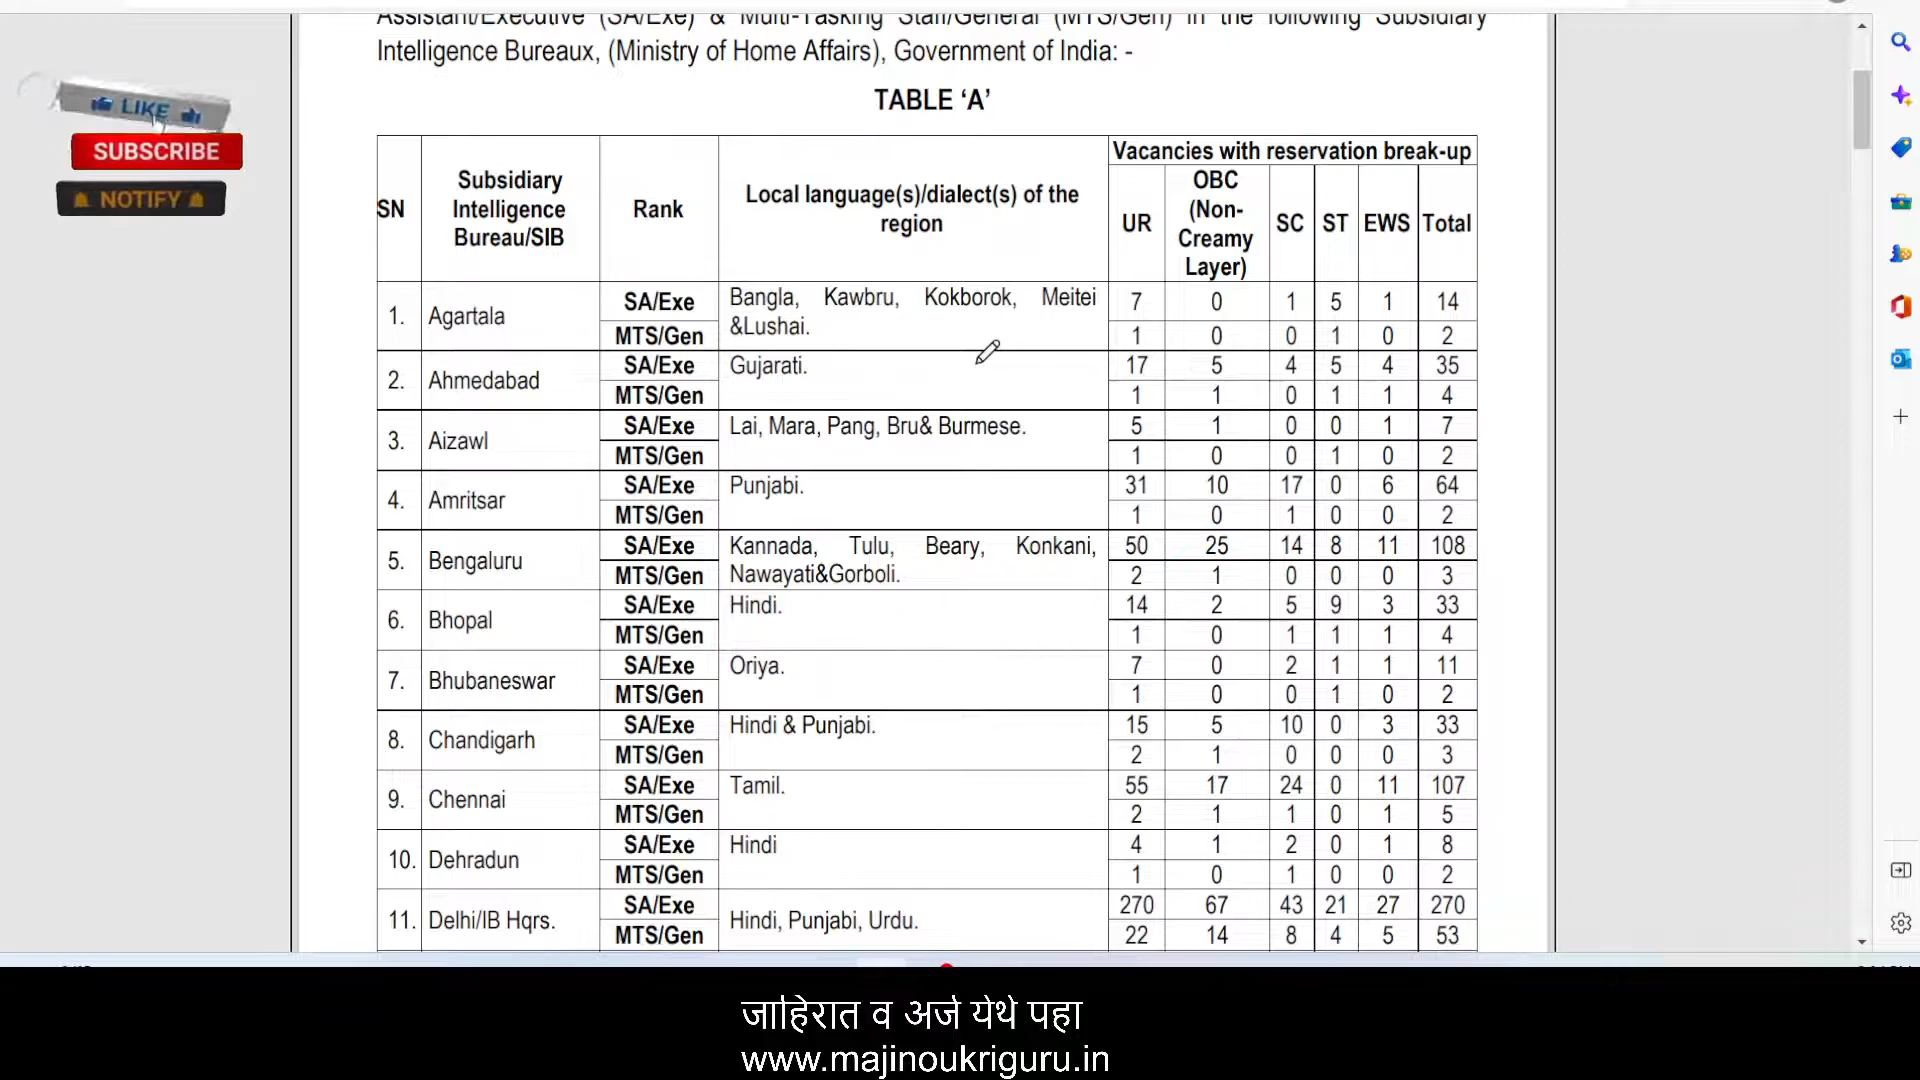 Assistant/Executive (SA/Exe) & Multi-Tasking Staff/General (MTS/Gen) in the following Subsidiary
Intelligence Bureaux, (Ministry of Home Affairs), Government of India: -
LIKE
SUBSCRIBE
NOTIFY
TABLE ‘A’
SN Subsidiary Intelligence Bureau/SIB Rank Local language(s)/dialect(s) of the region Vacancies with reservation break-up
UR OBC (Non-Creamy Layer) SC ST EWS Total
1. Agartala SA/Exe Bangla, Kawbru, Kokborok, Meitei &Lushai. 7 0 1 5 1 14
MTS/Gen 1 0 0 1 0 2
2. Ahmedabad SA/Exe Gujarati. 17 5 4 5 4 35
MTS/Gen 1 1 0 1 1 4
3. Aizawl SA/Exe Lai, Mara, Pang, Bru& Burmese. 5 1 0 0 1 7
MTS/Gen 1 0 0 1 0 2
4. Amritsar SA/Exe Punjabi. 31 10 17 0 6 64
MTS/Gen 1 0 1 0 0 2
5. Bengaluru SA/Exe Kannada, Tulu, Beary, Konkani, Nawayati&Gorboli. 50 25 14 8 11 108
MTS/Gen 2 1 0 0 0 3
6. Bhopal SA/Exe Hindi. 14 2 5 9 3 33
MTS/Gen 1 0 1 1 1 4
7. Bhubaneswar SA/Exe Oriya. 7 0 2 1 1 11
MTS/Gen 1 0 0 1 0 2
8. Chandigarh SA/Exe Hindi & Punjabi. 15 5 10 0 3 33
MTS/Gen 2 1 0 0 0 3
9. Chennai SA/Exe Tamil. 55 17 24 0 11 107
MTS/Gen 2 1 1 0 1 5
10. Dehradun SA/Exe Hindi 4 1 2 0 1 8
MTS/Gen 1 0 1 0 0 2
11. Delhi/IB Hqrs. SA/Exe Hindi, Punjabi, Urdu. 270 67 43 21 27 270
MTS/Gen 22 14 8 4 5 53
जाहिरात व अर्ज येथे पहा
www.majinoukriguru.in